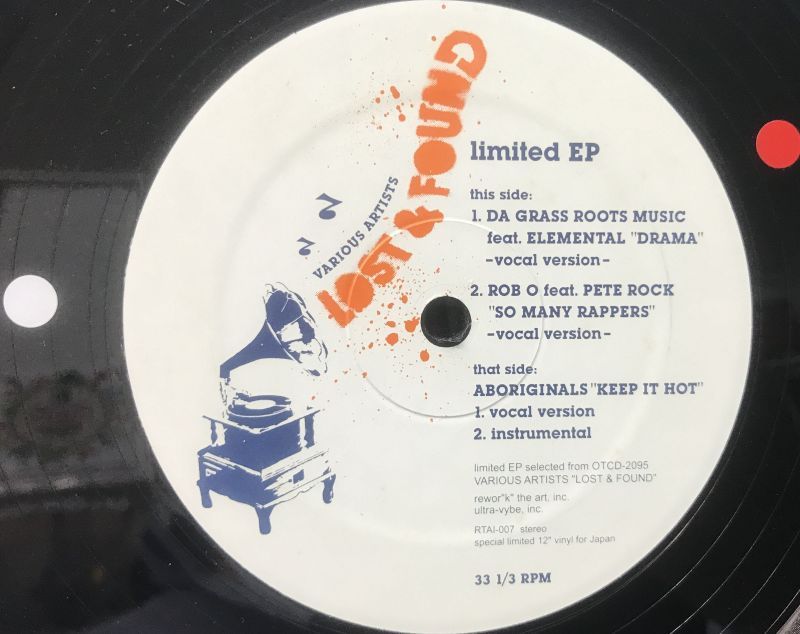 LOST & FOUND
VARIOUS ARTISTS
limited EP
this side:
1. DA GRASS ROOTS MUSIC
feat. ELEMENTAL "DRAMA"
-vocal version-
2. ROB O feat. PETE ROCK
"SO MANY RAPPERS"
-vocal version-
that side:
ABORIGINALS "KEEP IT HOT"
1. vocal version
2. instrumental
limited EP selected from OTCD-2095
VARIOUS ARTISTS "LOST & FOUND"
rewor"k" the art, inc.
ultra-vybe, inc.
RTAI-007 stereo
special limited 12" vinyl for Japan
33 1/3 RPM